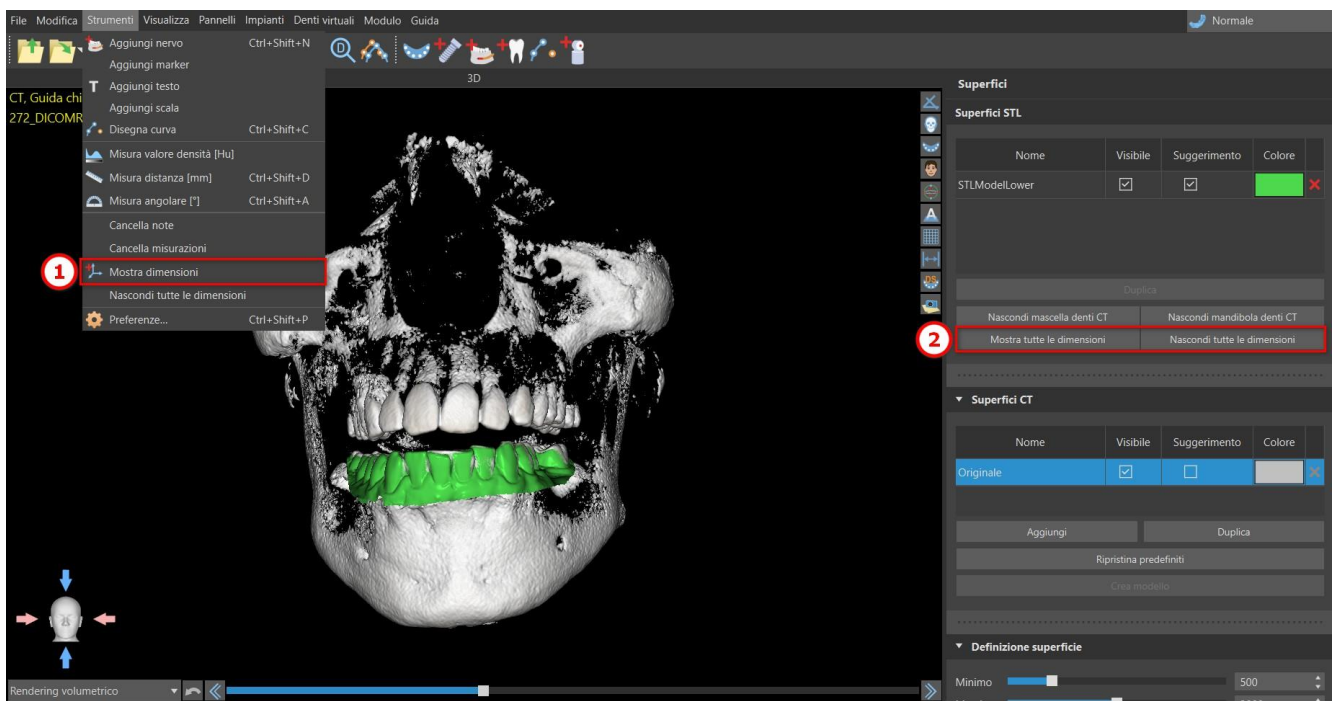 File Modifica Strumenti Visualizza Pannelli Impianti Denti virtuali Modulo Guida
Normale
Aggiungi nervo Ctrl+Shift+N
Aggiungi marker
T Aggiungi testo
Aggiungi scala
Disegna curva Ctrl+Shift+C
Misura valore densità [Hu]
Misura distanza [mm] Ctrl+Shift+D
Misura angolare [°] Ctrl+Shift+A
Cancella note
Cancella misurazioni
1 Mostra dimensioni
Nascondi tutte le dimensioni
Preferenze... Ctrl+Shift+P
D
3D
CT, Guida chi
272_DICOMR
A
DS
Rendering volumetrico
Superfici
Superfici STL
Nome Visibile Suggerimento Colore
STLModelLower
Duplica
Nascondi mascella denti CT Nascondi mandibola denti CT
2 Mostra tutte le dimensioni Nascondi tutte le dimensioni
Superfici CT
Nome Visibile Suggerimento Colore
Originale
Aggiungi Duplica
Ripristina predefiniti
Crea modello
Definizione superficie
Minimo 500